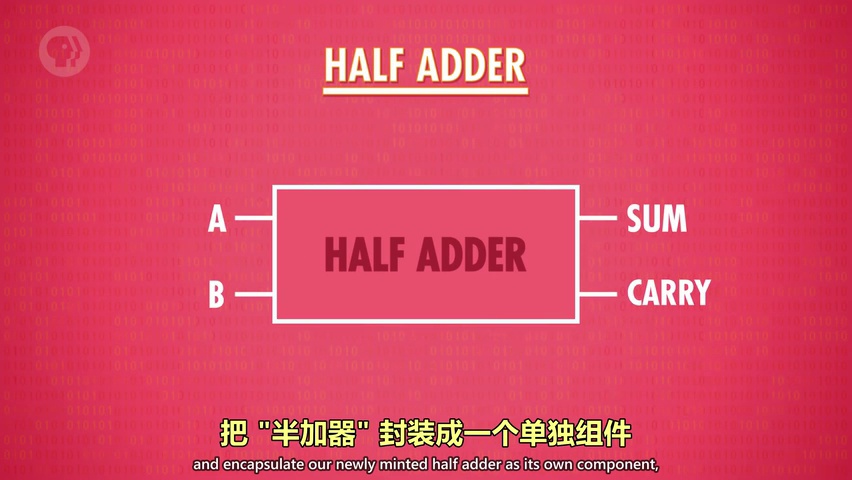 HALF ADDER
A
SUM
HALF ADDER
B
CARRY
把 "半加器" 封装成一个单独组件
and encapsulate our newly minted half adder as its own component,